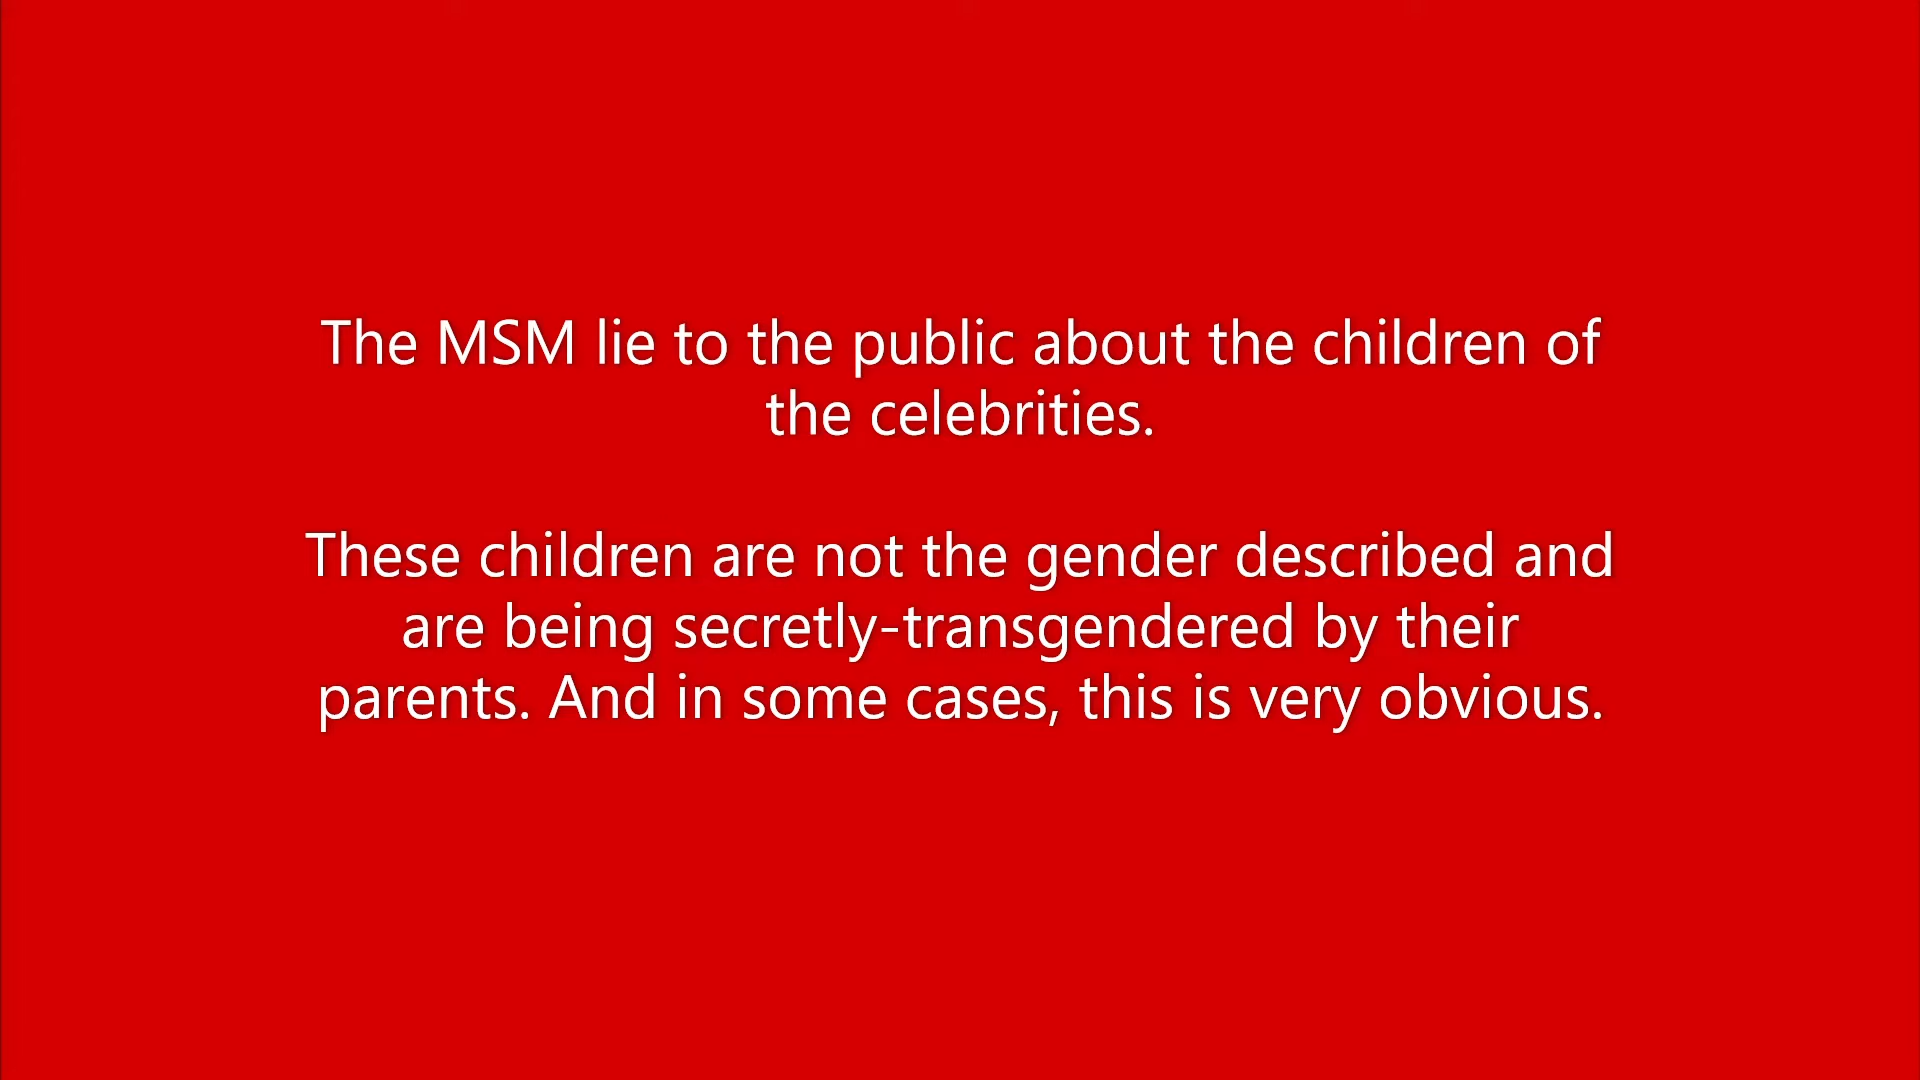 The MSM lie to the public about the children of
the celebrities.
These children are not the gender described and
are being secretly-transgendered by their
parents. And in some cases, this is very obvious.